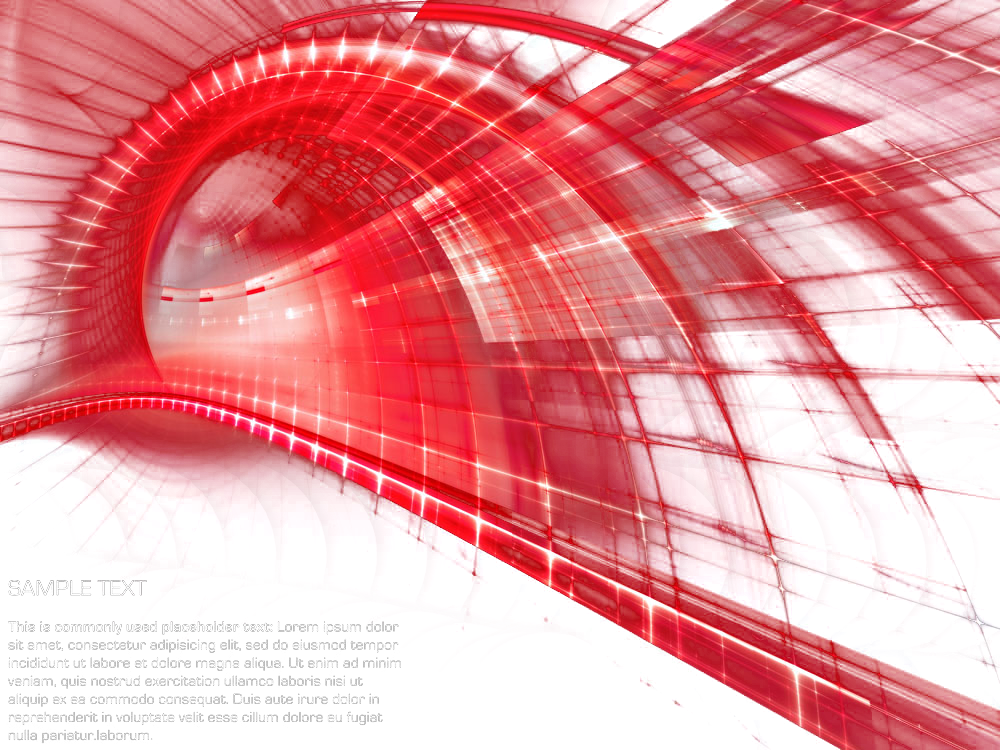 SAMPLE TEXT
This is commonly used placeholder text: Lorem ipsum dolor
sit amet, consectetur adipisicing elit, sed do eiusmod tempor
incididunt ut labore et dolore magna aliqua. Ut enim ad minim
veniam, quis nostrud exercitation ullamco laboris nisi ut
aliquip ex ea commodo consequat. Duis aute irure dolor in
reprehenderit in voluptate velit esse cillum dolore eu fugiat
nulla pariatur.laborum.